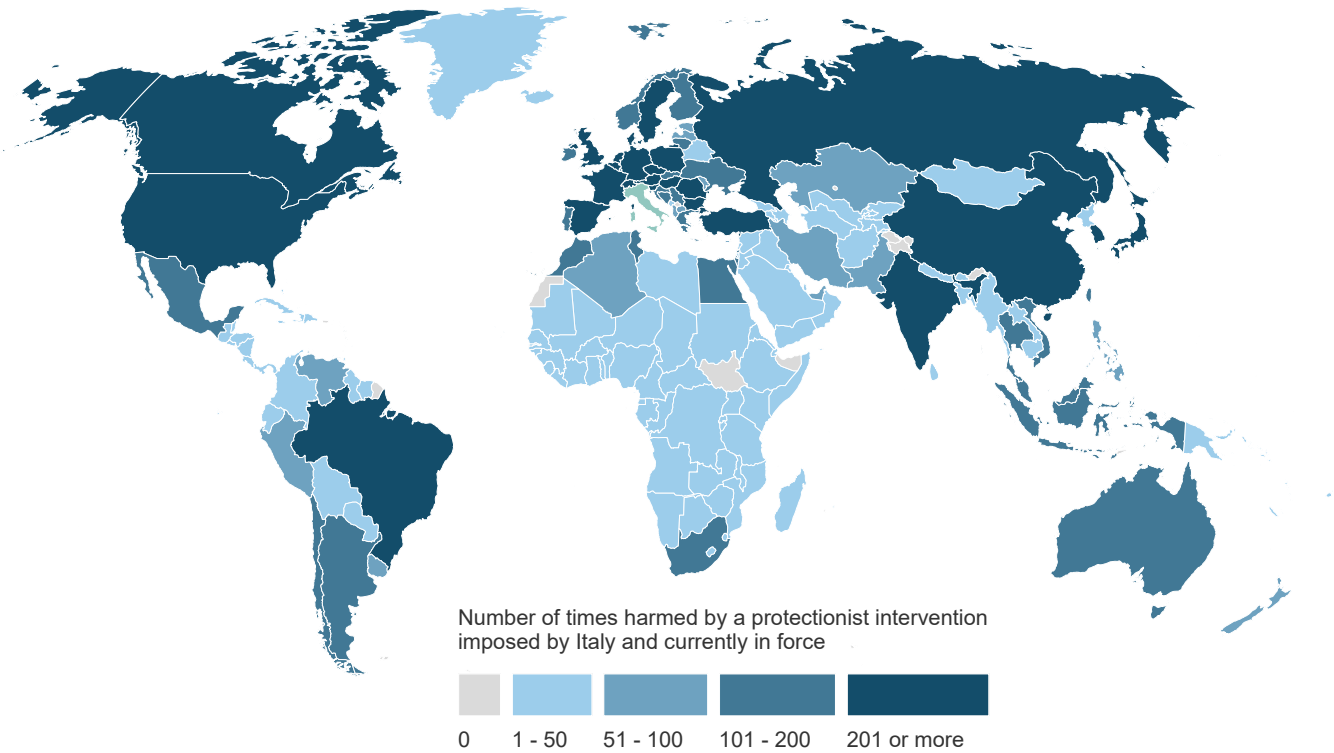 Number of times harmed by a protectionist intervention
imposed by Italy and currently in force
0 1 - 50 51 - 100 101 - 200 201 or more